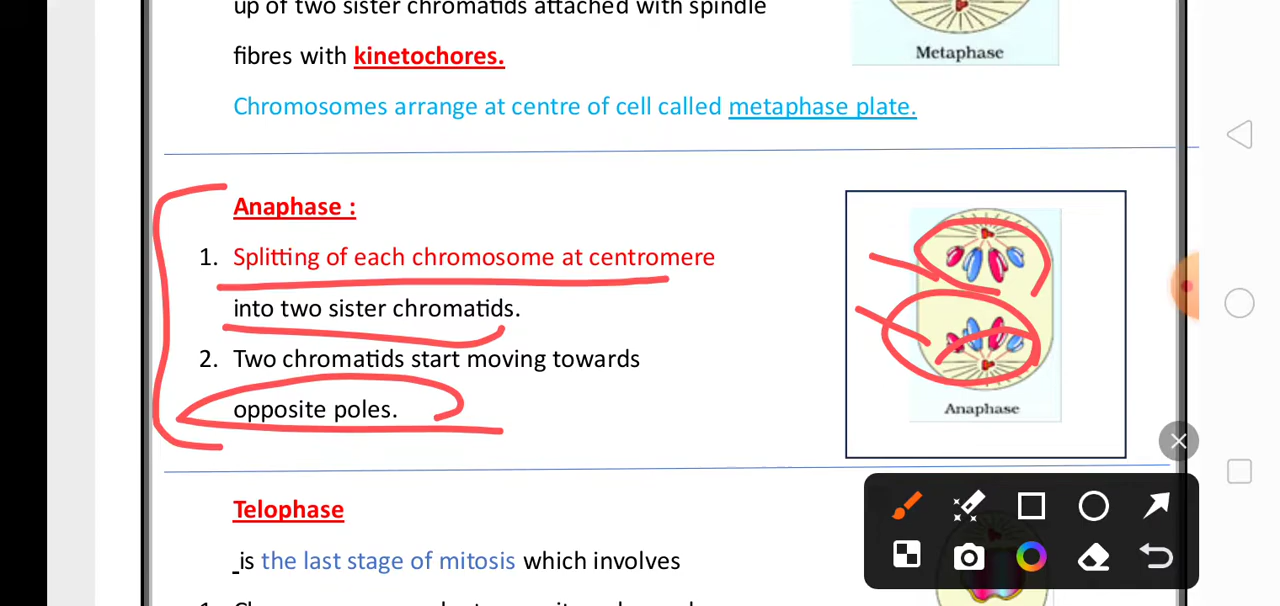 up of two sister chromatids attached with spindle
fibres with kinetochores.
Metaphase
Chromosomes arrange at centre of cell called metaphase plate.
Anaphase :
1. Splitting of each chromosome at centromere
into two sister chromatids.
2. Two chromatids start moving towards
opposite poles.
Anaphase
Telophase
_is the last stage of mitosis which involves